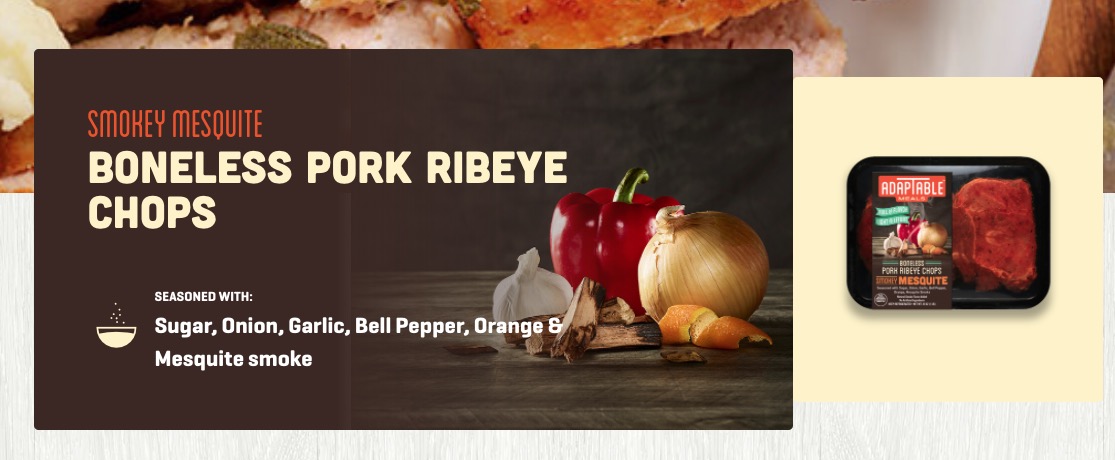 SMOKEY MESQUITE
BONELESS PORK RIBEYE
CHOPS
SEASONED WITH:
Sugar, Onion, Garlic, Bell Pepper, Orange &
Mesquite smoke
ADAPTABLE
MEALS
BONELESS
PORK RIBEYE CHOPS
SMOKEY MESQUITE